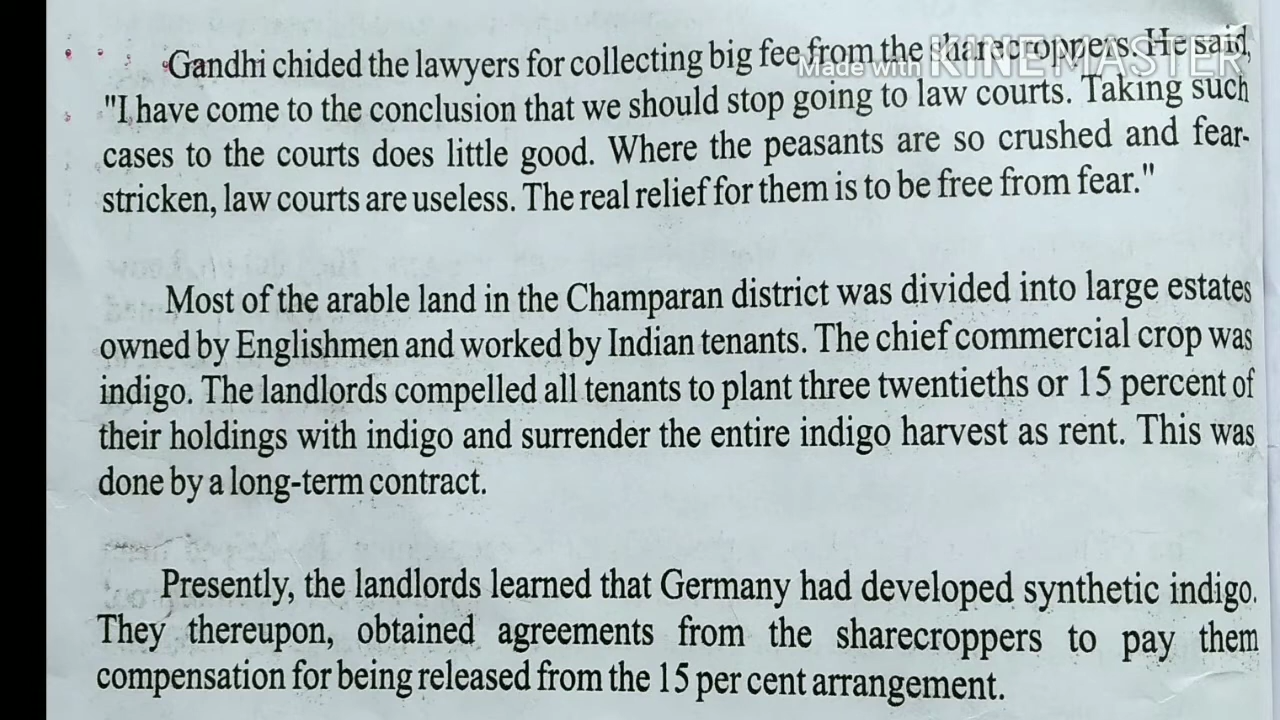 Gandhi chided the lawyers for collecting big fee from the sharecroppers. He said,
Made with KINEMASTER
"I have come to the conclusion that we should stop going to law courts. Taking such
cases to the courts does little good. Where the peasants are so crushed and fear-
stricken, law courts are useless. The real relief for them is to be free from fear."
Most of the arable land in the Champaran district was divided into large estates
owned by Englishmen and worked by Indian tenants. The chief commercial crop was
indigo. The landlords compelled all tenants to plant three twentieths or 15 percent of
their holdings with indigo and surrender the entire indigo harvest as rent. This was
done by a long-term contract.
Presently, the landlords learned that Germany had developed synthetic indigo.
They thereupon, obtained agreements from the sharecroppers to pay them
compensation for being released from the 15 per cent arrangement.